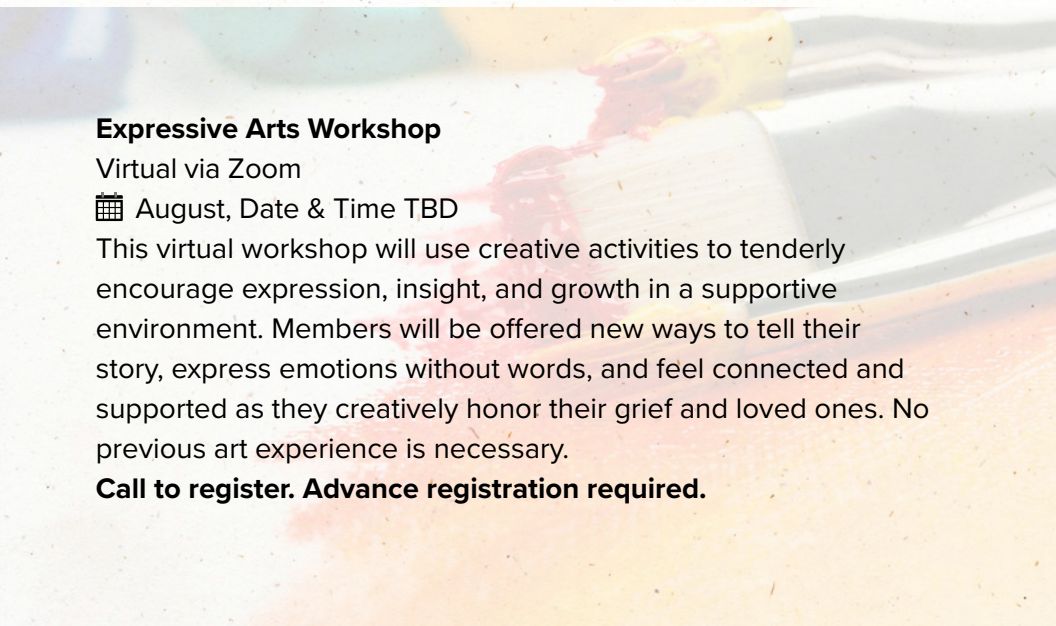 Expressive Arts Workshop
Virtual via Zoom
August, Date & Time TBD
This virtual workshop will use creative activities to tenderly
encourage expression, insight, and growth in a supportive
environment. Members will be offered new ways to tell their
story, express emotions without words, and feel connected and
supported as they creatively honor their grief and loved ones. No
previous art experience is necessary.
Call to register. Advance registration required.